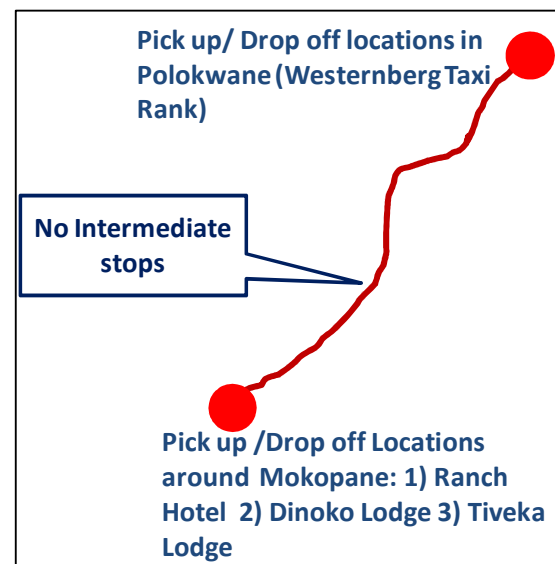 Pick up/ Drop off locations in
Polokwane (Westernberg Taxi
Rank)
No Intermediate
stops
Pick up /Drop off Locations
around Mokopane: 1) Ranch
Hotel 2) Dinoko Lodge 3) Tiveka
Lodge